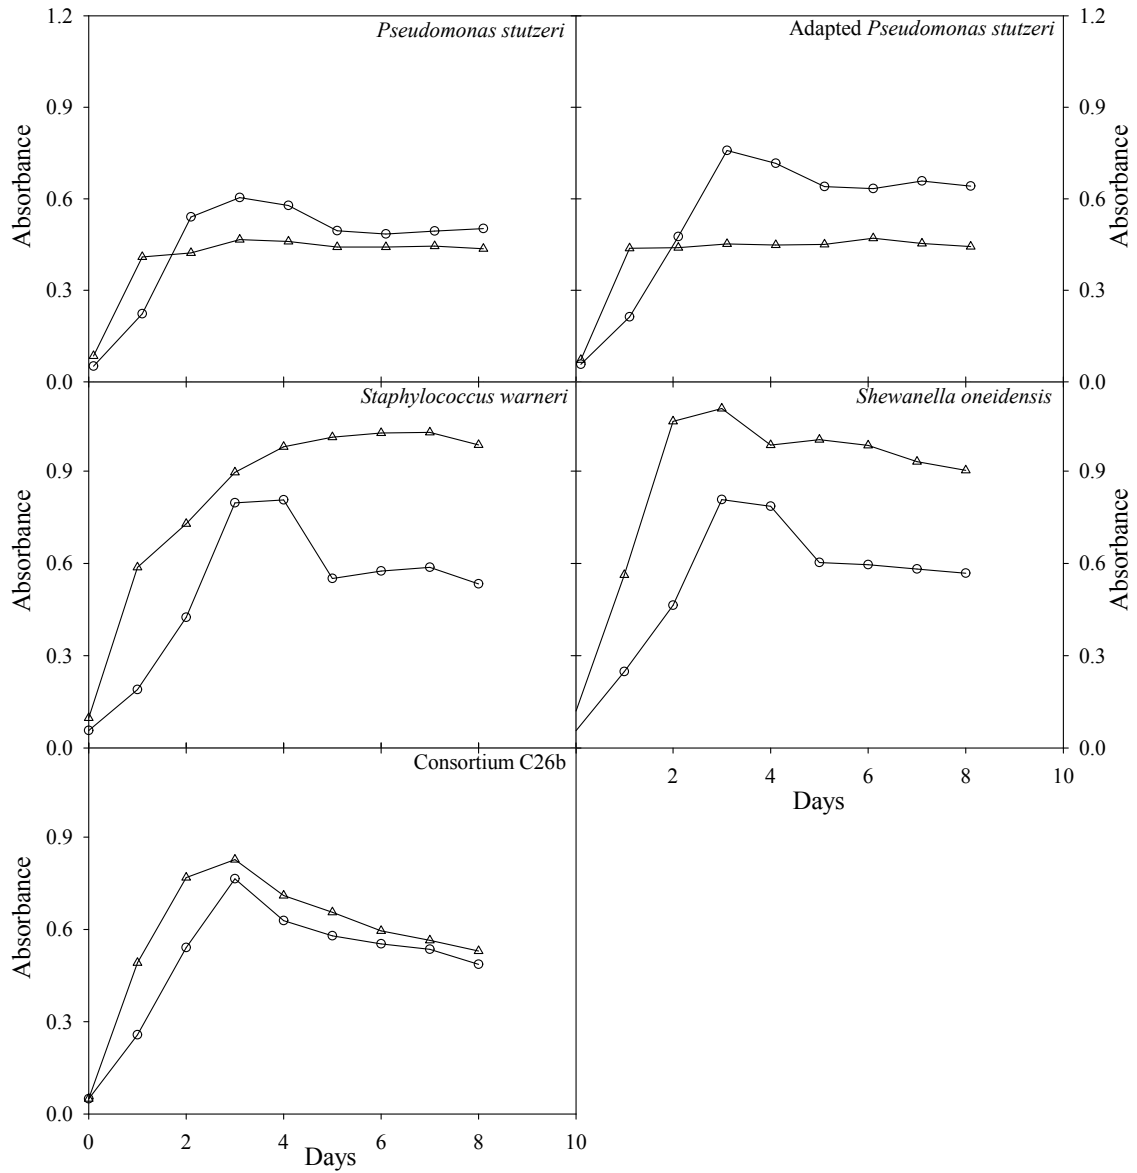 1.2
Pseudomonas stutzeri
0.9
0.6
0.3
0.0
Absorbance
Adapted Pseudomonas stutzeri
1.2
0.9
0.6
0.3
0.0
Absorbance
Staphylococcus warneri
0.9
0.6
0.3
0.0
Absorbance
Shewanella oneidensis
0.9
0.6
0.3
0.0
Absorbance
2 4 6 8 10
Days
Consortium C26b
0.9
0.6
0.3
0.0
Absorbance
0 2 4 6 8 10
Days